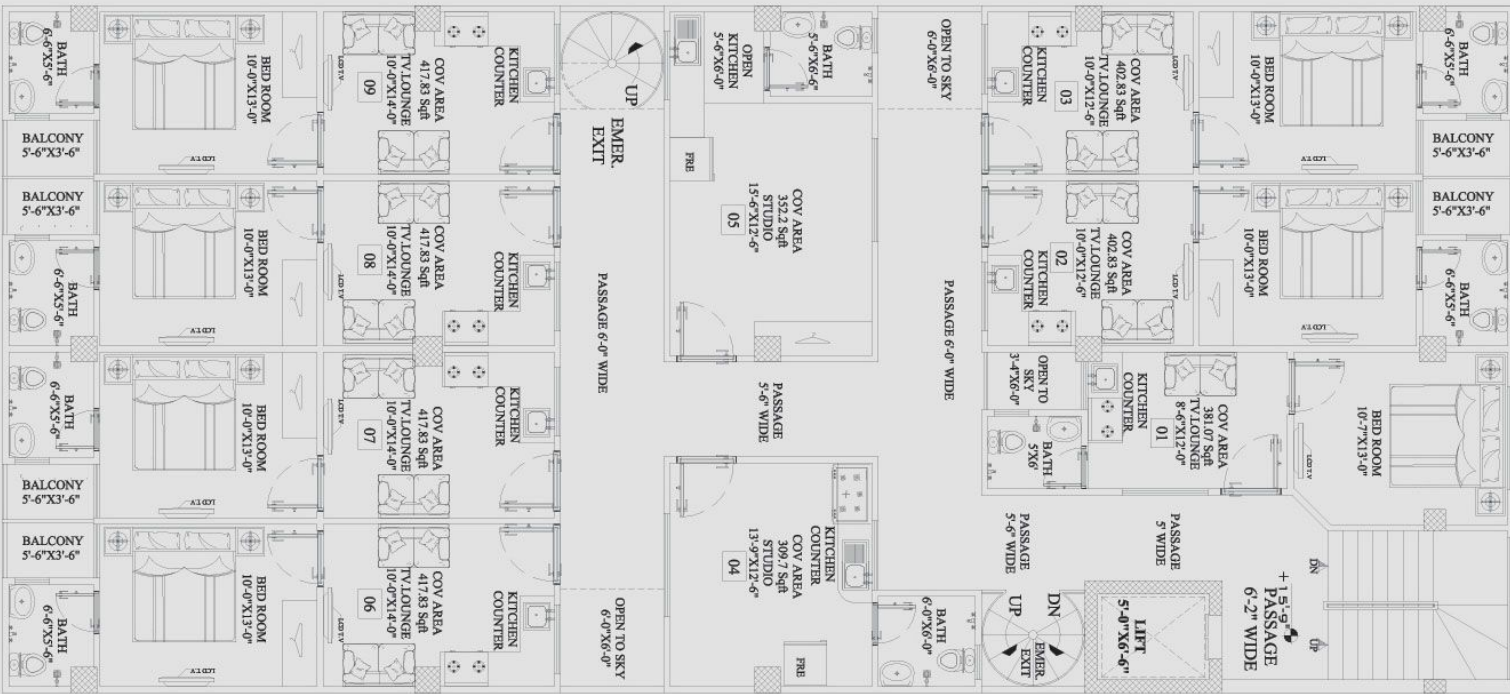 BATH
6'-6"X5'-6"
BALCONY
5'-6"X3'-6"
BED ROOM
10'-0"X13'-0"
LCD T.V
LCD T.V
COV AREA
417.83 Sqft
TV.LOUNGE
10'-0"X14'-0"
09
KITCHEN
COUNTER
BALCONY
5'-6"X3'-6"
BATH
6'-6"X5'-6"
BED ROOM
10'-0"X13'-0"
LCD T.V
LCD T.V
COV AREA
417.83 Sqft
TV.LOUNGE
10'-0"X14'-0"
08
KITCHEN
COUNTER
BATH
6'-6"X5'-6"
BALCONY
5'-6"X3'-6"
BED ROOM
10'-0"X13'-0"
LCD T.V
LCD T.V
COV AREA
417.83 Sqft
TV.LOUNGE
10'-0"X14'-0"
07
KITCHEN
COUNTER
BALCONY
5'-6"X3'-6"
BATH
6'-6"X5'-6"
BED ROOM
10'-0"X13'-0"
LCD T.V
LCD T.V
COV AREA
417.83 Sqft
TV.LOUNGE
10'-0"X14'-0"
06
KITCHEN
COUNTER
UP
EMER.
EXIT
PASSAGE 6'-0" WIDE
OPEN TO SKY
6'-0"X6'-0"
OPEN
KITCHEN
5'-6"X6'-0"
BATH
5'-6"X6'-6"
FRE
COV AREA
352.2 Sqft
STUDIO
15'-6"X12'-6"
05
PASSAGE
5'-6" WIDE
KITCHEN
COUNTER
COV AREA
309.7 Sqft
STUDIO
13'-9"X12'-6"
04
FRE
BATH
6'-0"X6'-0"
OPEN TO SKY
6'-0"X6'-0"
PASSAGE 6'-0" WIDE
KITCHEN
COUNTER
COV AREA
402.83 Sqft
TV.LOUNGE
10'-0"X12'-6"
03
LCD T.V
BED ROOM
10'-0"X13'-0"
LCD T.V
BATH
6'-6"X5'-6"
BALCONY
5'-6"X3'-6"
COV AREA
402.83 Sqft
TV.LOUNGE
10'-0"X12'-6"
02
KITCHEN
COUNTER
LCD T.V
BED ROOM
10'-0"X13'-0"
LCD T.V
BALCONY
5'-6"X3'-6"
BATH
6'-6"X5'-6"
OPEN TO
SKY
3'-4"X6'-0"
KITCHEN
COUNTER
BATH
5'X6'
COV AREA
381.07 Sqft
TV.LOUNGE
8'-6"X12'-0"
01
LCD T.V
BED ROOM
10'-7"X13'-0"
PASSAGE
5'-6" WIDE
PASSAGE
5' WIDE
UP
DN
EMER.
EXIT
LIFT
5'-0"X6'-6"
+15'-9"
PASSAGE
6'-2" WIDE
DN
UP